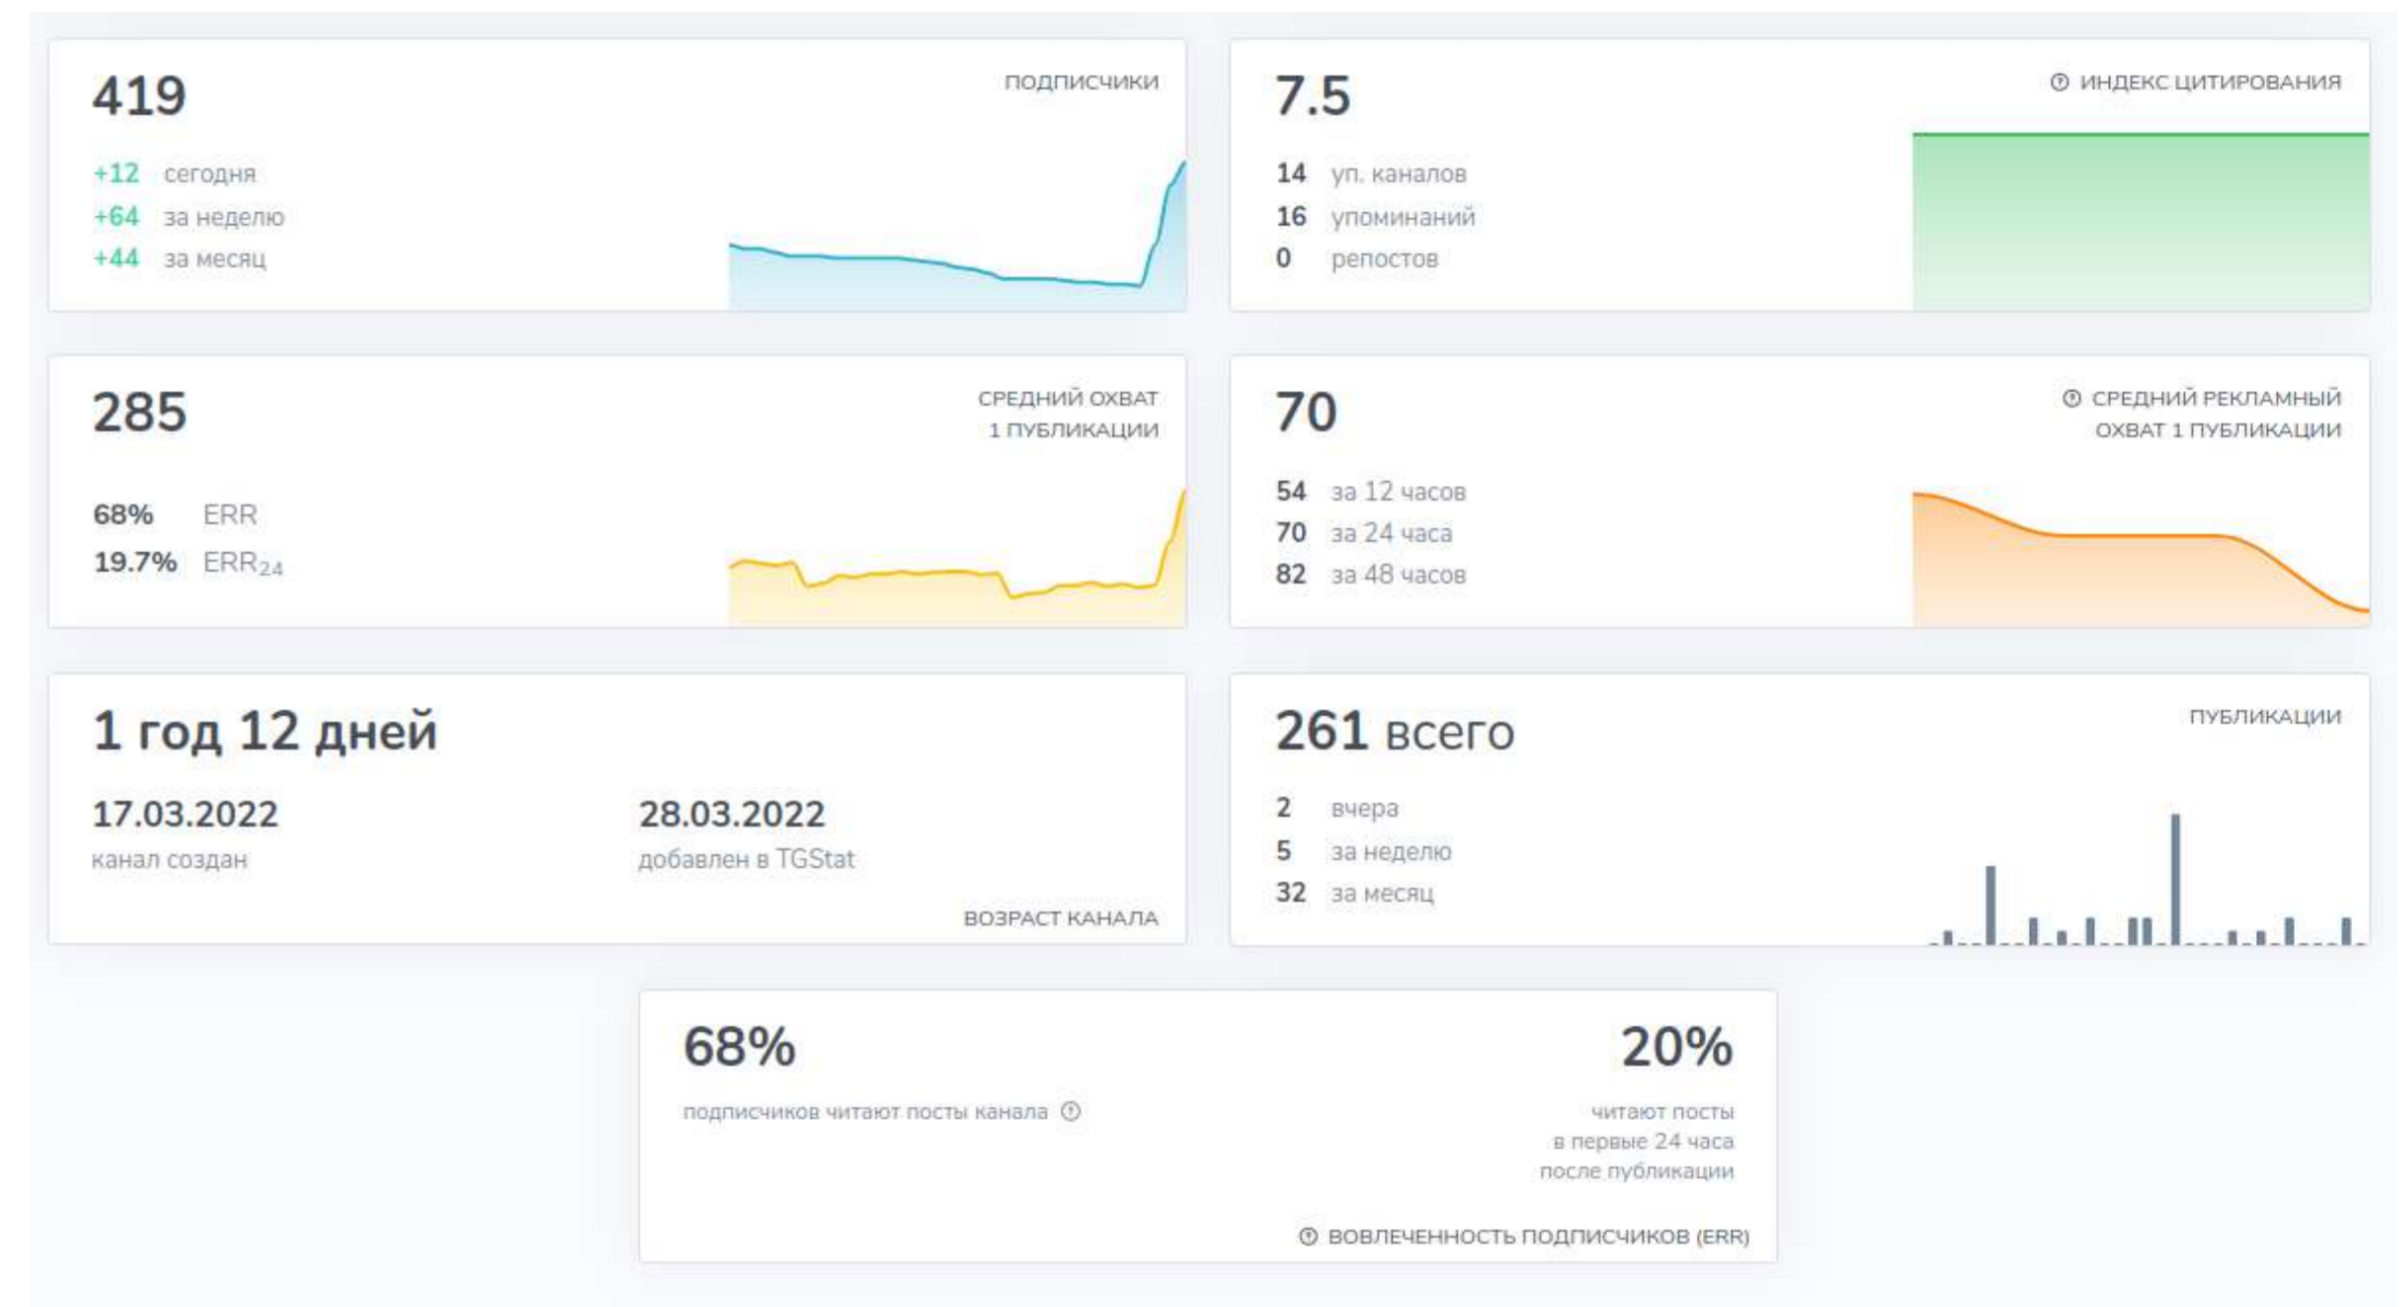 419
ПОДПИСЧИКИ
+12 сегодня
+64 за неделю
+44 за месяц
7.5
ИНДЕКС ЦИТИРОВАНИЯ
14 уп. каналов
16 упоминаний
0 репостов
285
СРЕДНИЙ ОХВАТ
1 ПУБЛИКАЦИИ
68% ERR
19.7% ERR24
70
СРЕДНИЙ РЕКЛАМНЫЙ
ОХВАТ 1 ПУБЛИКАЦИИ
54 за 12 часов
70 за 24 часа
82 за 48 часов
1 год 12 дней
17.03.2022
канал создан
28.03.2022
добавлен в TGStat
ВОЗРАСТ КАНАЛА
261 всего
ПУБЛИКАЦИИ
2 вчера
5 за неделю
32 за месяц
68%
подписчиков читают посты канала
20%
читают посты
в первые 24 часа
после публикации
ВОВЛЕЧЕННОСТЬ ПОДПИСЧИКОВ (ERR)